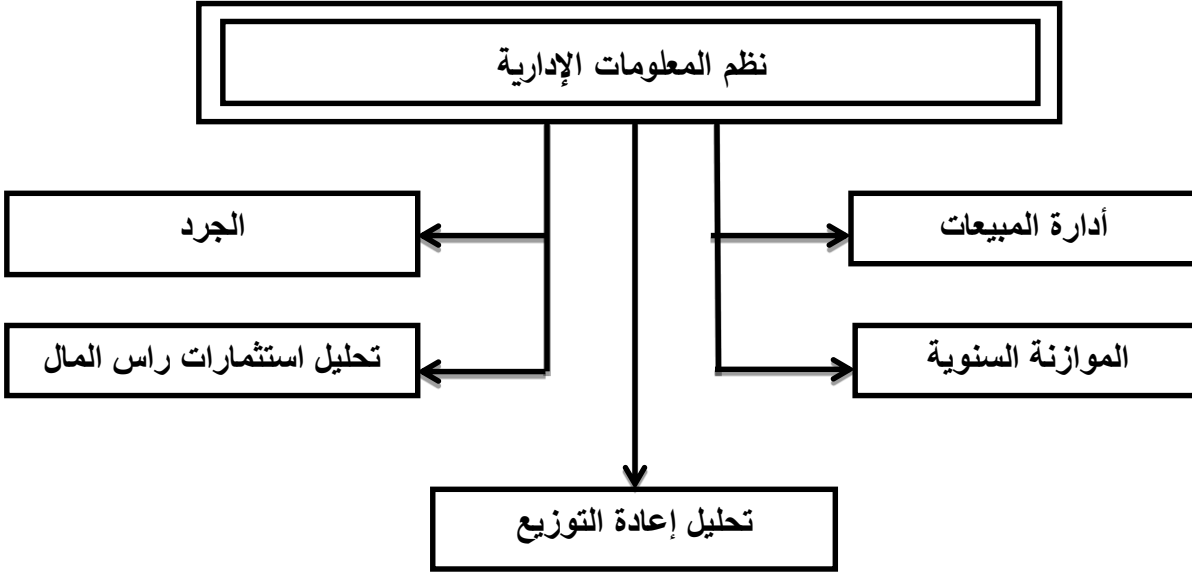 نظم المعلومات الإدارية
أدارة المبيعات
الجرد
الموازنة السنوية
تحليل استثمارات راس المال
تحليل إعادة التوزيع